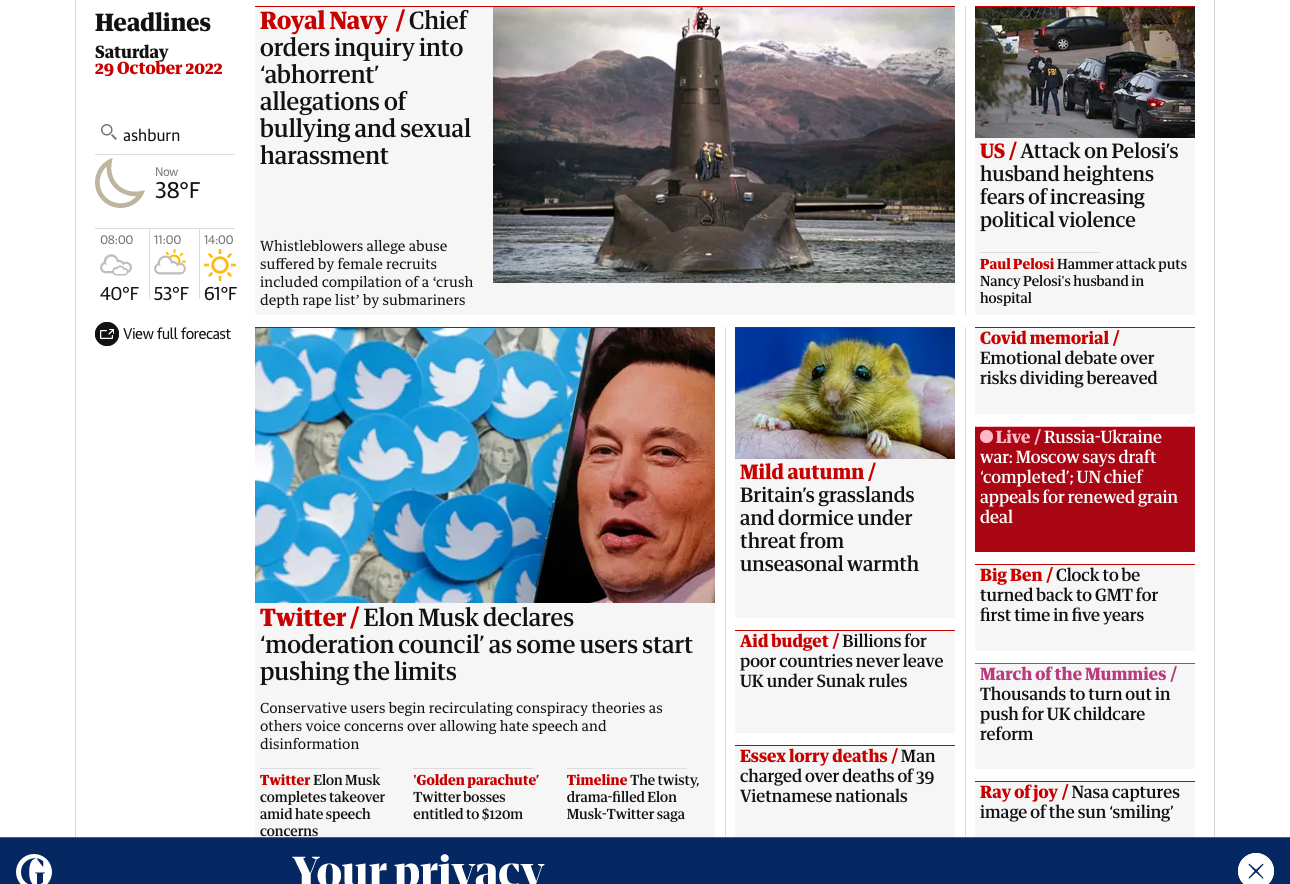 Headlines
Saturday
29 October 2022
ashburn
Now
38°F
08:00
11:00
14:00
40°F
53°F
61°F
View full forecast
Royal Navy / Chief
orders inquiry into
‘abhorrent’
allegations of
bullying and sexual
harassment
Whistleblowers allege abuse
suffered by female recruits
included compilation of a ‘crush
depth rape list’ by submariners
FBI
US / Attack on Pelosi’s
husband heightens
fears of increasing
political violence
Paul Pelosi Hammer attack puts
Nancy Pelosi’s husband in
hospital
Twitter / Elon Musk declares
‘moderation council’ as some users start
pushing the limits
Conservative users begin recirculating conspiracy theories as
others voice concerns over allowing hate speech and
disinformation
Twitter Elon Musk
completes takeover
amid hate speech
concerns
'Golden parachute’
Twitter bosses
entitled to $120m
Timeline The twisty,
drama-filled Elon
Musk-Twitter saga
Mild autumn /
Britain’s grasslands
and dormice under
threat from
unseasonal warmth
Aid budget / Billions for
poor countries never leave
UK under Sunak rules
Essex lorry deaths / Man
charged over deaths of 39
Vietnamese nationals
Covid memorial /
Emotional debate over
risks dividing bereaved
Live / Russia-Ukraine
war: Moscow says draft
‘completed’; UN chief
appeals for renewed grain
deal
Big Ben / Clock to be
turned back to GMT for
first time in five years
March of the Mummies /
Thousands to turn out in
push for UK childcare
reform
Ray of joy / Nasa captures
image of the sun ‘smiling’
G
Your privacy